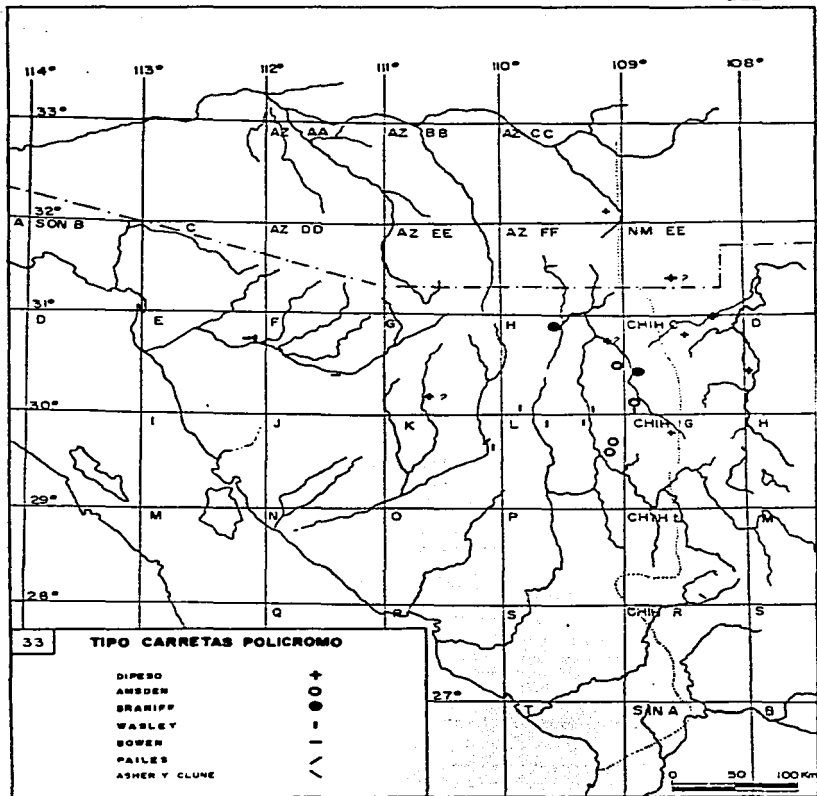 114° 113° 112° 111° 110° 109° 108°
33°
AZ AA AZ BB AZ CC
32°
A SON B C AZ DD AZ EE AZ FF NM EE
?
31°
D E F G H CHIH C D
?
?
30°
I J K L CHIH G H
29°
M N O P CHIH L M
28°
Q R S CHIH R S
33 TIPO CARRETAS POLICROMO
DIPESO
AMSDEN
BRANIFF
WASLEY
BOWEN
PAILES
ASHER Y CLUNE
27°
T SIN A B
0 50 100 Km